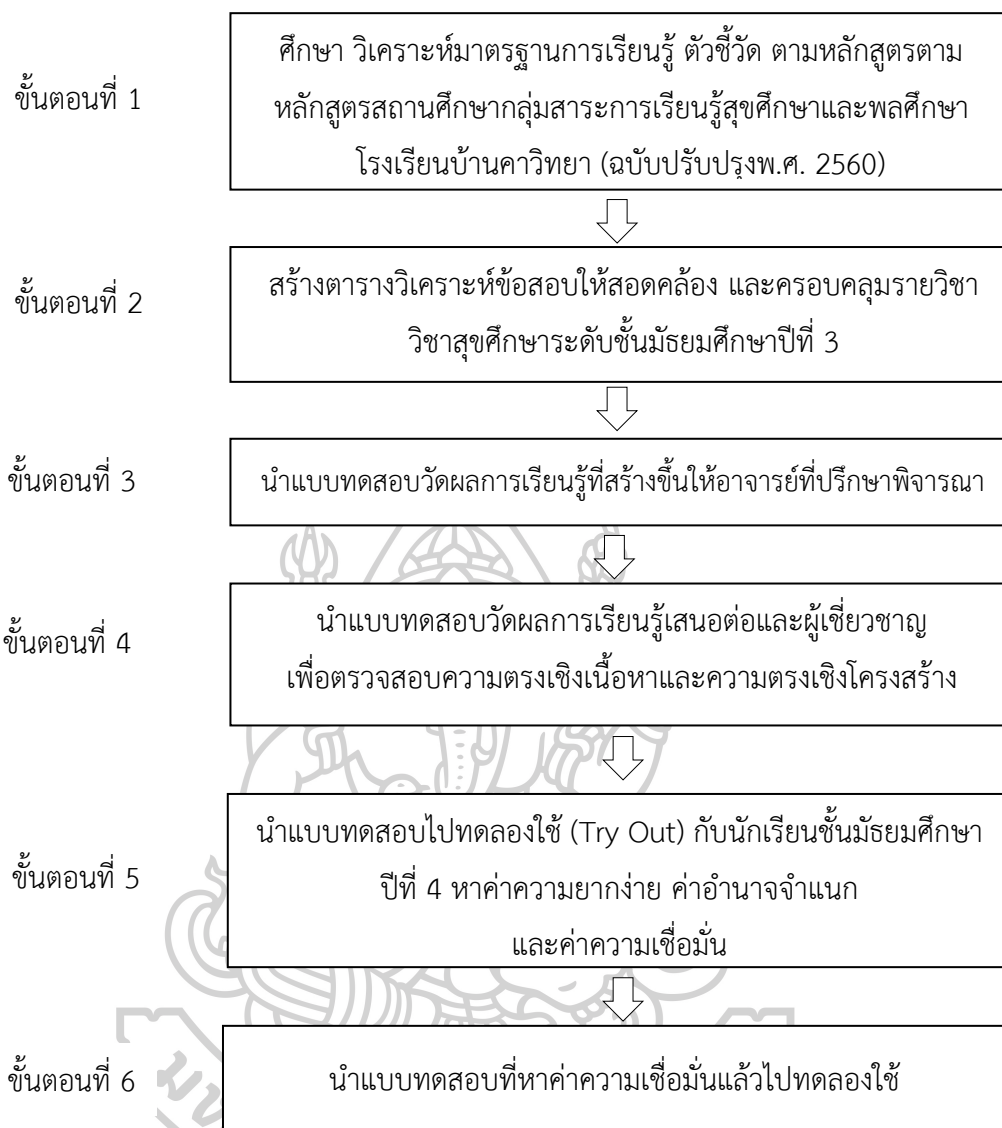 ขั้นตอนที่ 1
ศึกษา วิเคราะห์มาตรฐานการเรียนรู้ ตัวชี้วัด ตามหลักสูตรตาม
หลักสูตรสถานศึกษากลุ่มสาระการเรียนรู้สุขศึกษาและพลศึกษา
โรงเรียนบ้านคาวิทยา (ฉบับปรับปรุงพ.ศ. 2560)
ขั้นตอนที่ 2
สร้างตารางวิเคราะห์ข้อสอบให้สอดคล้อง และครอบคลุมรายวิชา
วิชาสุขศึกษาระดับชั้นมัธยมศึกษาปีที่ 3
ขั้นตอนที่ 3
นำแบบทดสอบวัดผลการเรียนรู้ที่สร้างขึ้นให้อาจารย์ที่ปรึกษาพิจารณา
ขั้นตอนที่ 4
นำแบบทดสอบวัดผลการเรียนรู้เสนอต่อและผู้เชี่ยวชาญ
เพื่อตรวจสอบความตรงเชิงเนื้อหาและความตรงเชิงโครงสร้าง
ขั้นตอนที่ 5
นำแบบทดสอบไปทดลองใช้ (Try Out) กับนักเรียนชั้นมัธยมศึกษา
ปีที่ 4 หาค่าความยากง่าย ค่าอำนาจจำแนก
และค่าความเชื่อมั่น
ขั้นตอนที่ 6
นำแบบทดสอบที่หาค่าความเชื่อมั่นแล้วไปทดลองใช้